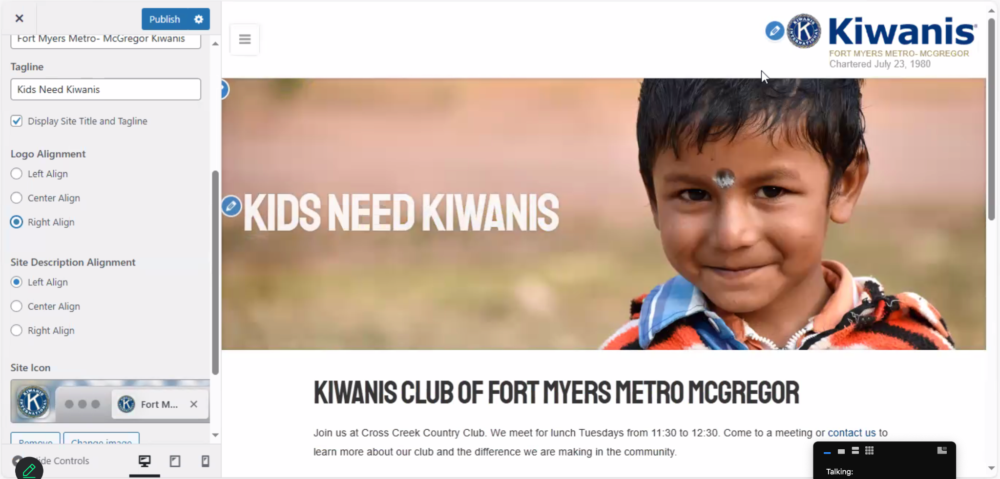 Publish
Fort Myers Metro- McGregor Kiwanis
Tagline
Kids Need Kiwanis
Display Site Title and Tagline
Logo Alignment
Left Align
Center Align
Right Align
Site Description Alignment
Left Align
Center Align
Right Align
Site Icon
KIWANIS K INTERNATIONAL
Fort M...
Remove
Change image
ide Controls
KIWANIS K INTERNATIONAL
Kiwanis®
FORT MYERS METRO- MCGREGOR
Chartered July 23, 1980
KIDS NEED KIWANIS
KIWANIS CLUB OF FORT MYERS METRO MCGREGOR
Join us at Cross Creek Country Club. We meet for lunch Tuesdays from 11:30 to 12:30. Come to a meeting or contact us to
learn more about our club and the difference we are making in the community.
Talking: